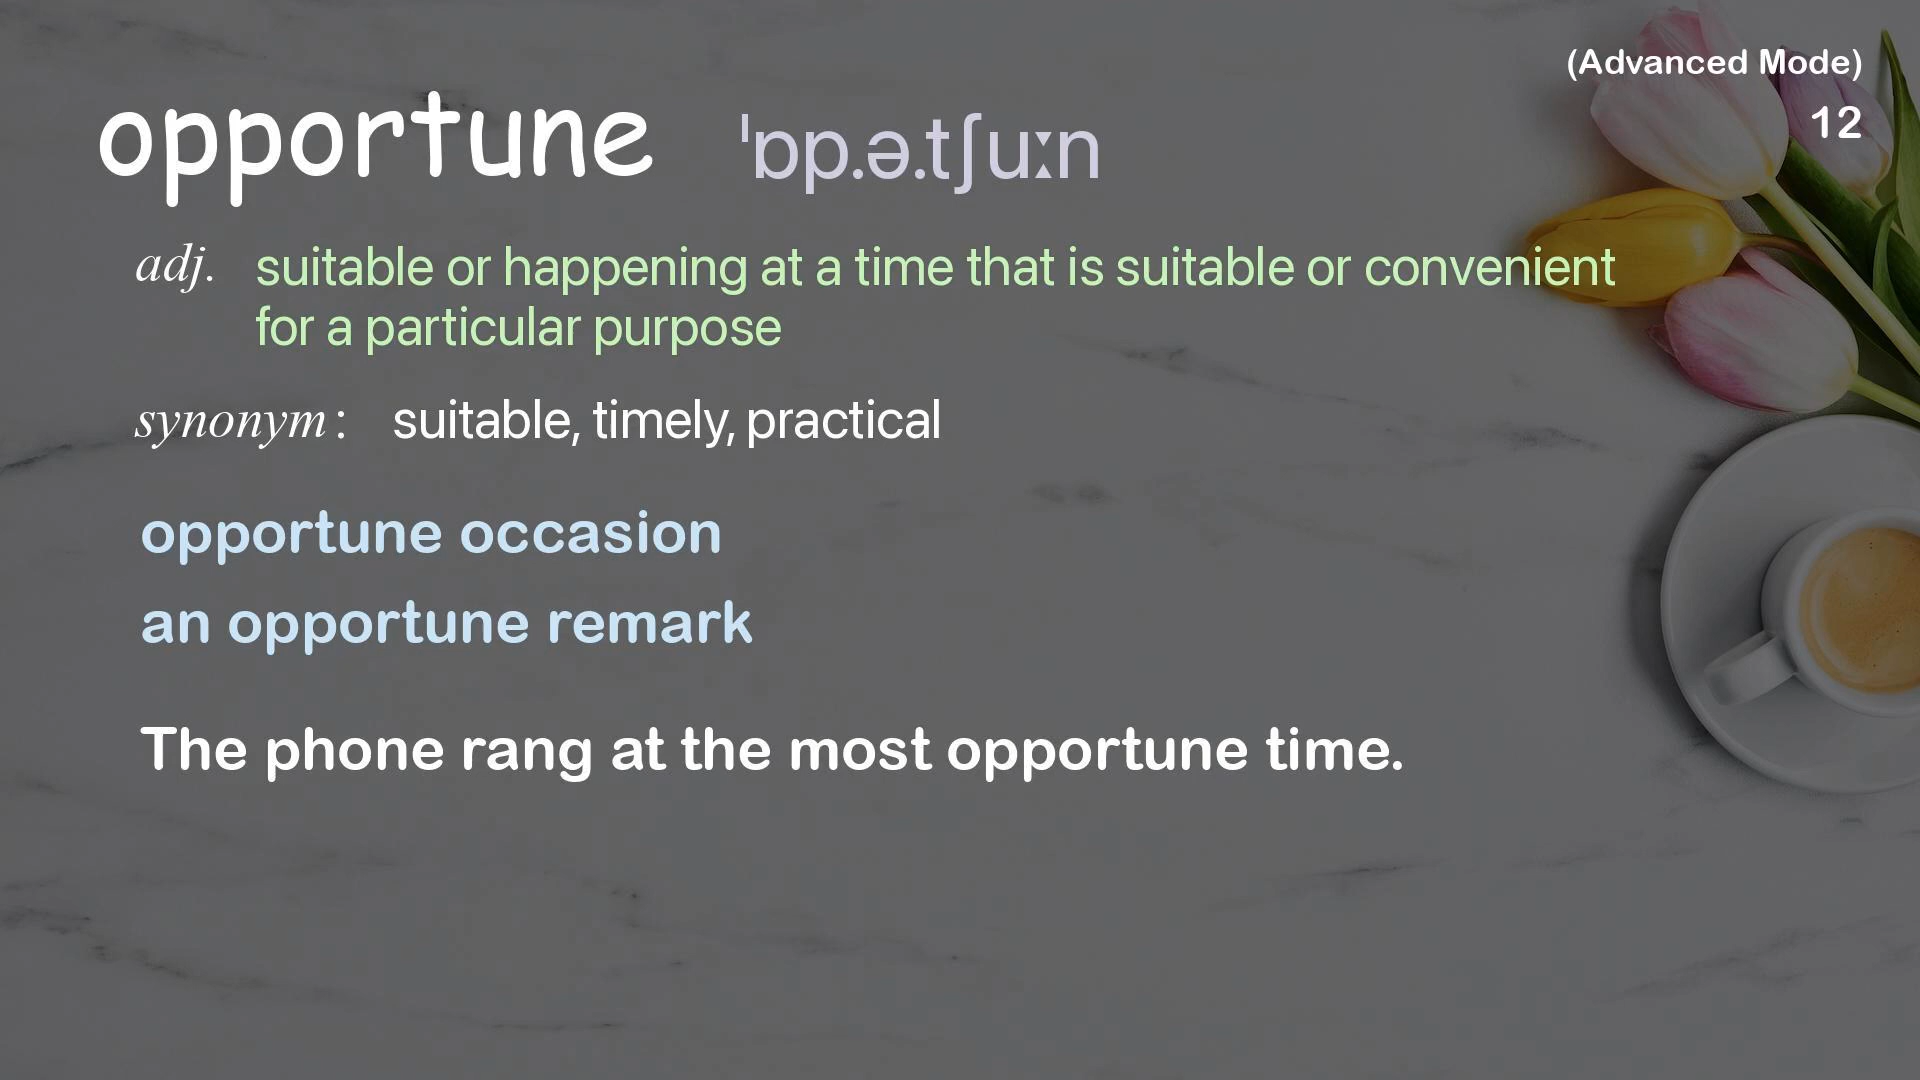 (Advanced Mode)
opportune ˈɒp.ə.tʃuːn
12
adj. suitable or happening at a time that is suitable or convenient
for a particular purpose
synonym: suitable, timely, practical
opportune occasion
an opportune remark
The phone rang at the most opportune time.